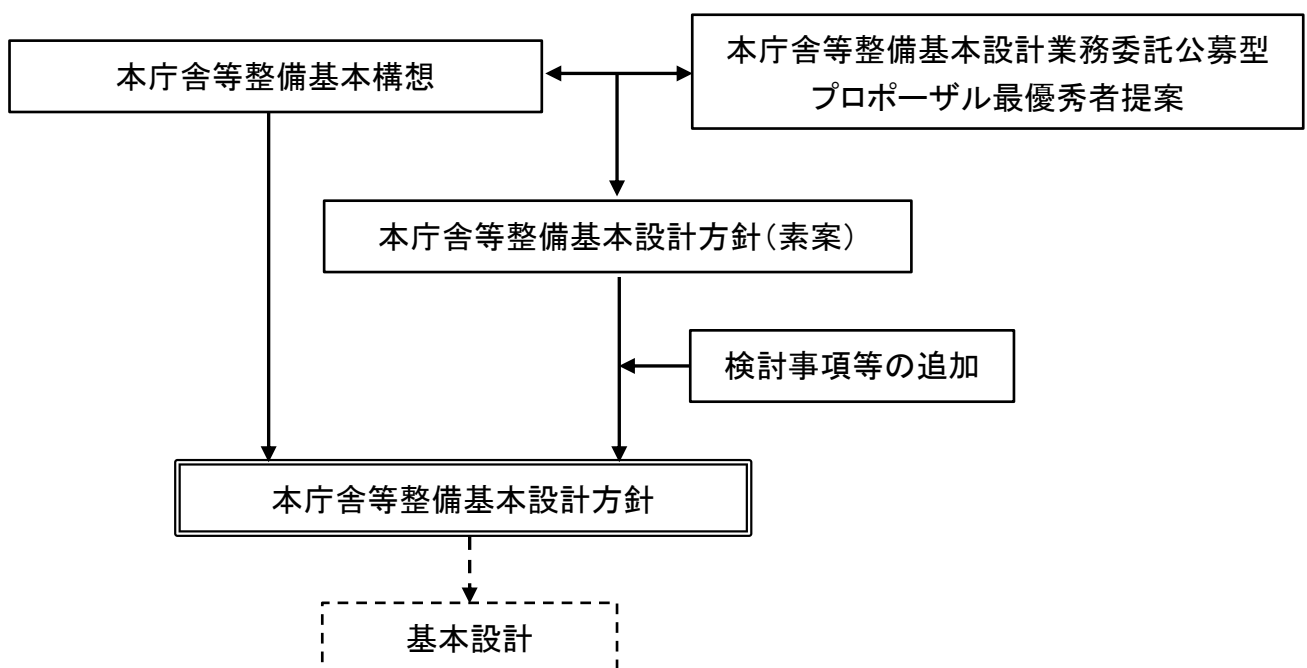 本庁舎等整備基本構想
本庁舎等整備基本設計業務委託公募型
プロポーザル最優秀者提案
本庁舎等整備基本設計方針(素案)
検討事項等の追加
本庁舎等整備基本設計方針
基本設計